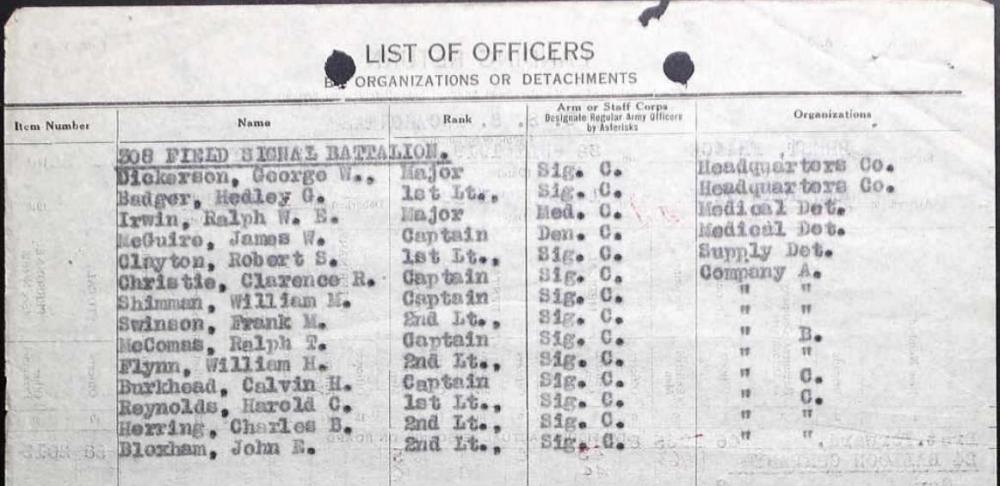 LIST OF OFFICERS
BY ORGANIZATIONS OR DETACHMENTS
Item Number Name Rank Arm or Staff Corps Designate Regular Army Officers by Asterisks Organizations
308 FIELD SIGNAL BATTALION.
Dickerson, George W., Major Sig. C. Headquarters Co.
Badger, Hedley G. 1st Lt., Sig. C. Headquarters Co.
Irwin, Ralph W. E. Major Med. C. Medical Det.
McGuire, James W. Captain Den. C. Medical Det.
Clayton, Robert S. 1st Lt., Sig. C. Supply Det.
Christie, Clarence R. Captain Sig. C. Company A.
Shimman, William M. Captain Sig. C. " "
Swinson, Frank M. 2nd Lt., Sig. C. " "
McComas, Ralph T. Captain Sig. C. " B.
Flynn, William H. 2nd Lt., Sig. C. " "
Burkhead, Calvin H. Captain Sig. C. " C.
Reynolds, Harold C. 1st Lt., Sig. C. " C.
Herring, Charles B. 2nd Lt., Sig. C. " "
Bloxham, John E. 2nd Lt., Sig. C. " "